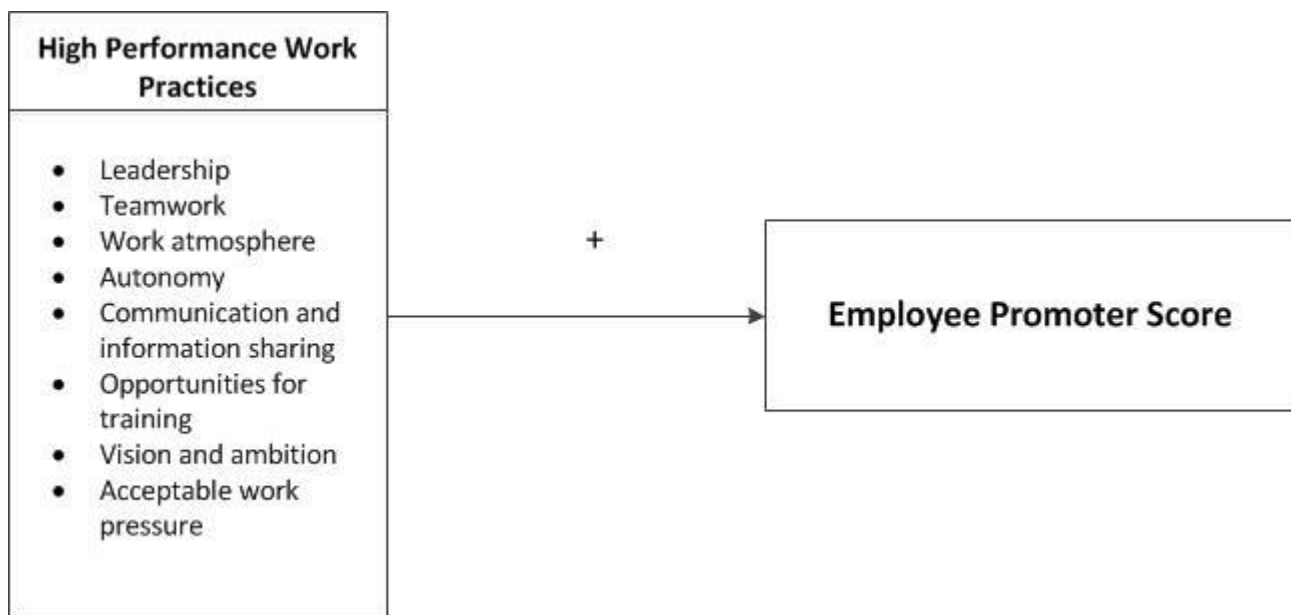 High Performance Work
Practices
• Leadership
• Teamwork
• Work atmosphere
• Autonomy
• Communication and
information sharing
• Opportunities for
training
• Vision and ambition
• Acceptable work
pressure
+
Employee Promoter Score